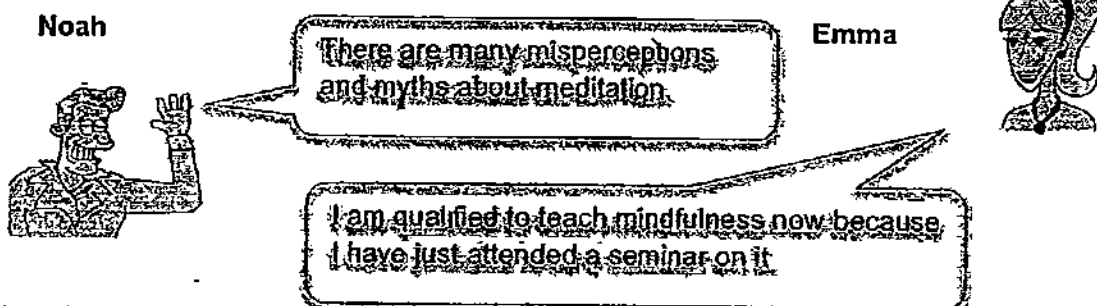 Noah
There are many misperceptions
and myths about meditation.
Emma
I am qualified to teach mindfulness now because
I have just attended a seminar on it